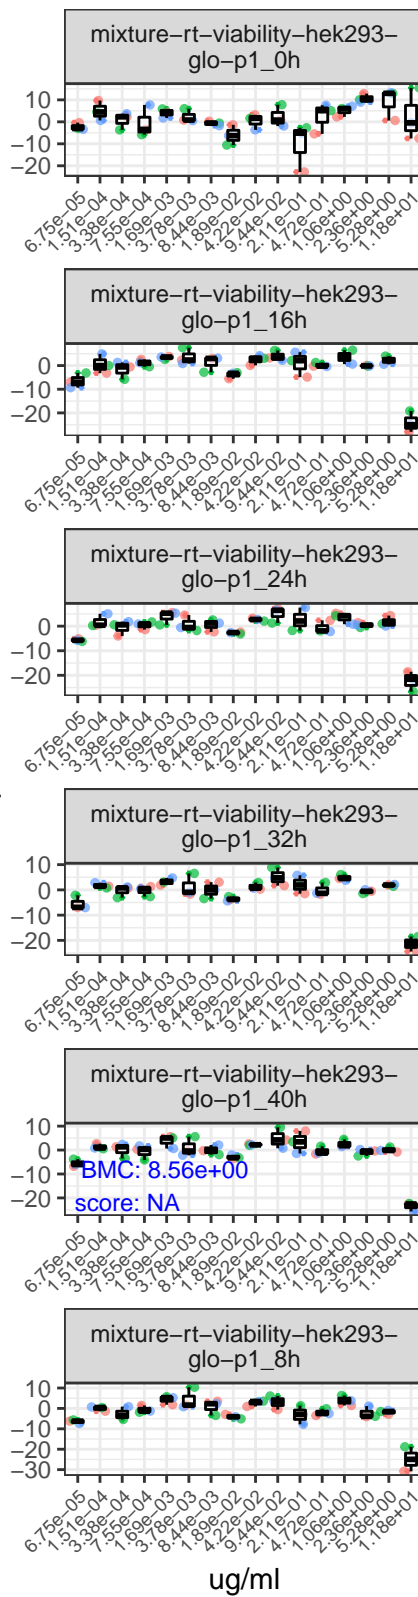 mixture−rt−viability−hek293−
glo−p1_0h
10
0
−10
−20
6.75e−05
1.51e−04
3.38e−04
7.55e−04
1.69e−03
3.78e−03
8.44e−03
1.89e−02
4.22e−02
9.44e−02
2.11e−01
4.72e−01
1.06e+00
2.36e+00
5.28e+00
1.18e+01
mixture−rt−viability−hek293−
glo−p1_16h
0
−10
−20
6.75e−05
1.51e−04
3.38e−04
7.55e−04
1.69e−03
3.78e−03
8.44e−03
1.89e−02
4.22e−02
9.44e−02
2.11e−01
4.72e−01
1.06e+00
2.36e+00
5.28e+00
1.18e+01
mixture−rt−viability−hek293−
glo−p1_24h
0
−10
−20
6.75e−05
1.51e−04
3.38e−04
7.55e−04
1.69e−03
3.78e−03
8.44e−03
1.89e−02
4.22e−02
9.44e−02
2.11e−01
4.72e−01
1.06e+00
2.36e+00
5.28e+00
1.18e+01
mixture−rt−viability−hek293−
glo−p1_32h
10
0
−10
−20
6.75e−05
1.51e−04
3.38e−04
7.55e−04
1.69e−03
3.78e−03
8.44e−03
1.89e−02
4.22e−02
9.44e−02
2.11e−01
4.72e−01
1.06e+00
2.36e+00
5.28e+00
1.18e+01
mixture−rt−viability−hek293−
glo−p1_40h
10
0
−10
−20
BMC: 8.56e+00
score: NA
6.75e−05
1.51e−04
3.38e−04
7.55e−04
1.69e−03
3.78e−03
8.44e−03
1.89e−02
4.22e−02
9.44e−02
2.11e−01
4.72e−01
1.06e+00
2.36e+00
5.28e+00
1.18e+01
mixture−rt−viability−hek293−
glo−p1_8h
10
0
−10
−20
−30
6.75e−05
1.51e−04
3.38e−04
7.55e−04
1.69e−03
3.78e−03
8.44e−03
1.89e−02
4.22e−02
9.44e−02
2.11e−01
4.72e−01
1.06e+00
2.36e+00
5.28e+00
1.18e+01
ug/ml